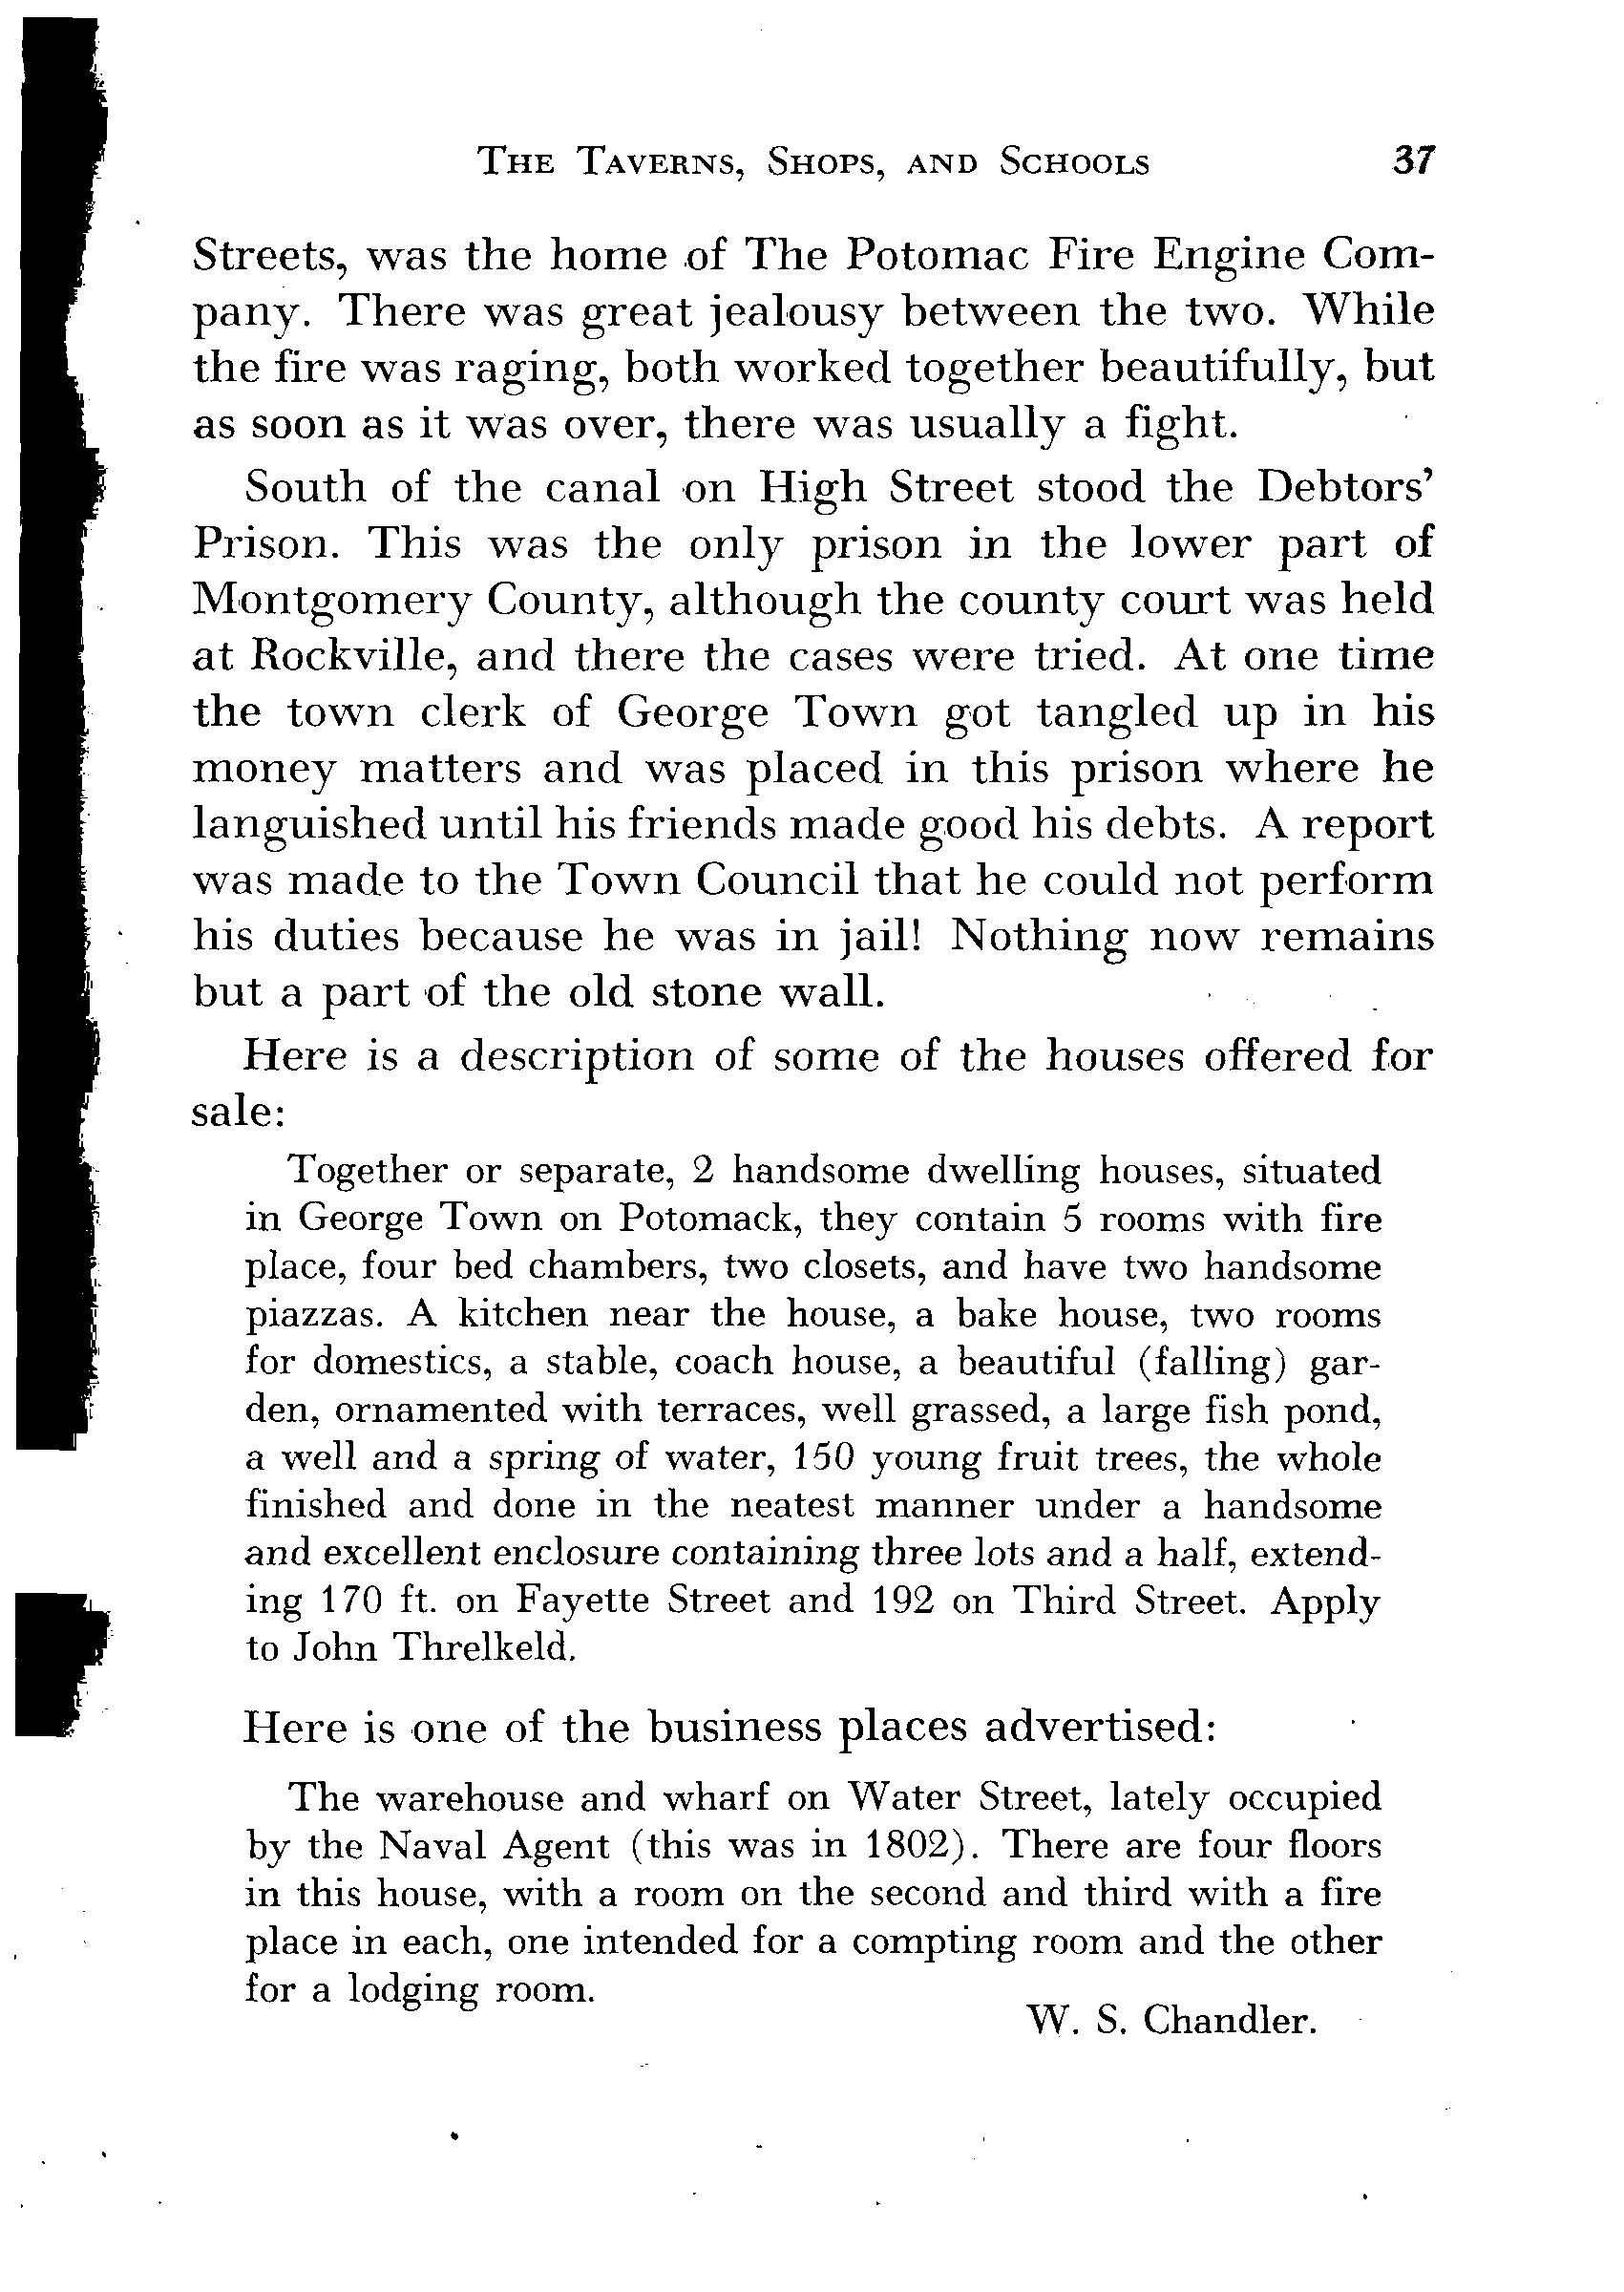 THE TAVERNS, SHOPS, AND SCHOOLS 37
Streets, was the home of The Potomac Fire Engine Com-
pany. There was great jealousy between the two. While
the fire was raging, both worked together beautifully, but
as soon as it was over, there was usually a fight.
South of the canal on High Street stood the Debtors'
Prison. This was the only prison in the lower part of
Montgomery County, although the county court was held
at Rockville, and there the cases were tried. At one time
the town clerk of George Town got tangled up in his
money matters and was placed in this prison where he
languished until his friends made good his debts. A report
was made to the Town Council that he could not perform
his duties because he was in jail! Nothing now remains
but a part of the old stone wall.
Here is a description of some of the houses offered for
sale:
Together or separate, 2 handsome dwelling houses, situated
in George Town on Potomack, they contain 5 rooms with fire
place, four bed chambers, two closets, and have two handsome
piazzas. A kitchen near the house, a bake house, two rooms
for domestics, a stable, coach house, a beautiful (falling) gar-
den, ornamented with terraces, well grassed, a large fish pond,
a well and a spring of water, 150 young fruit trees, the whole
finished and done in the neatest manner under a handsome
and excellent enclosure containing three lots and a half, extend-
ing 170 ft. on Fayette Street and 192 on Third Street. Apply
to John Threlkeld.
Here is one of the business places advertised:
The warehouse and wharf on Water Street, lately occupied
by the Naval Agent (this was in 1802). There are four floors
in this house, with a room on the second and third with a fire
place in each, one intended for a compting room and the other
for a lodging room.
W. S. Chandler.